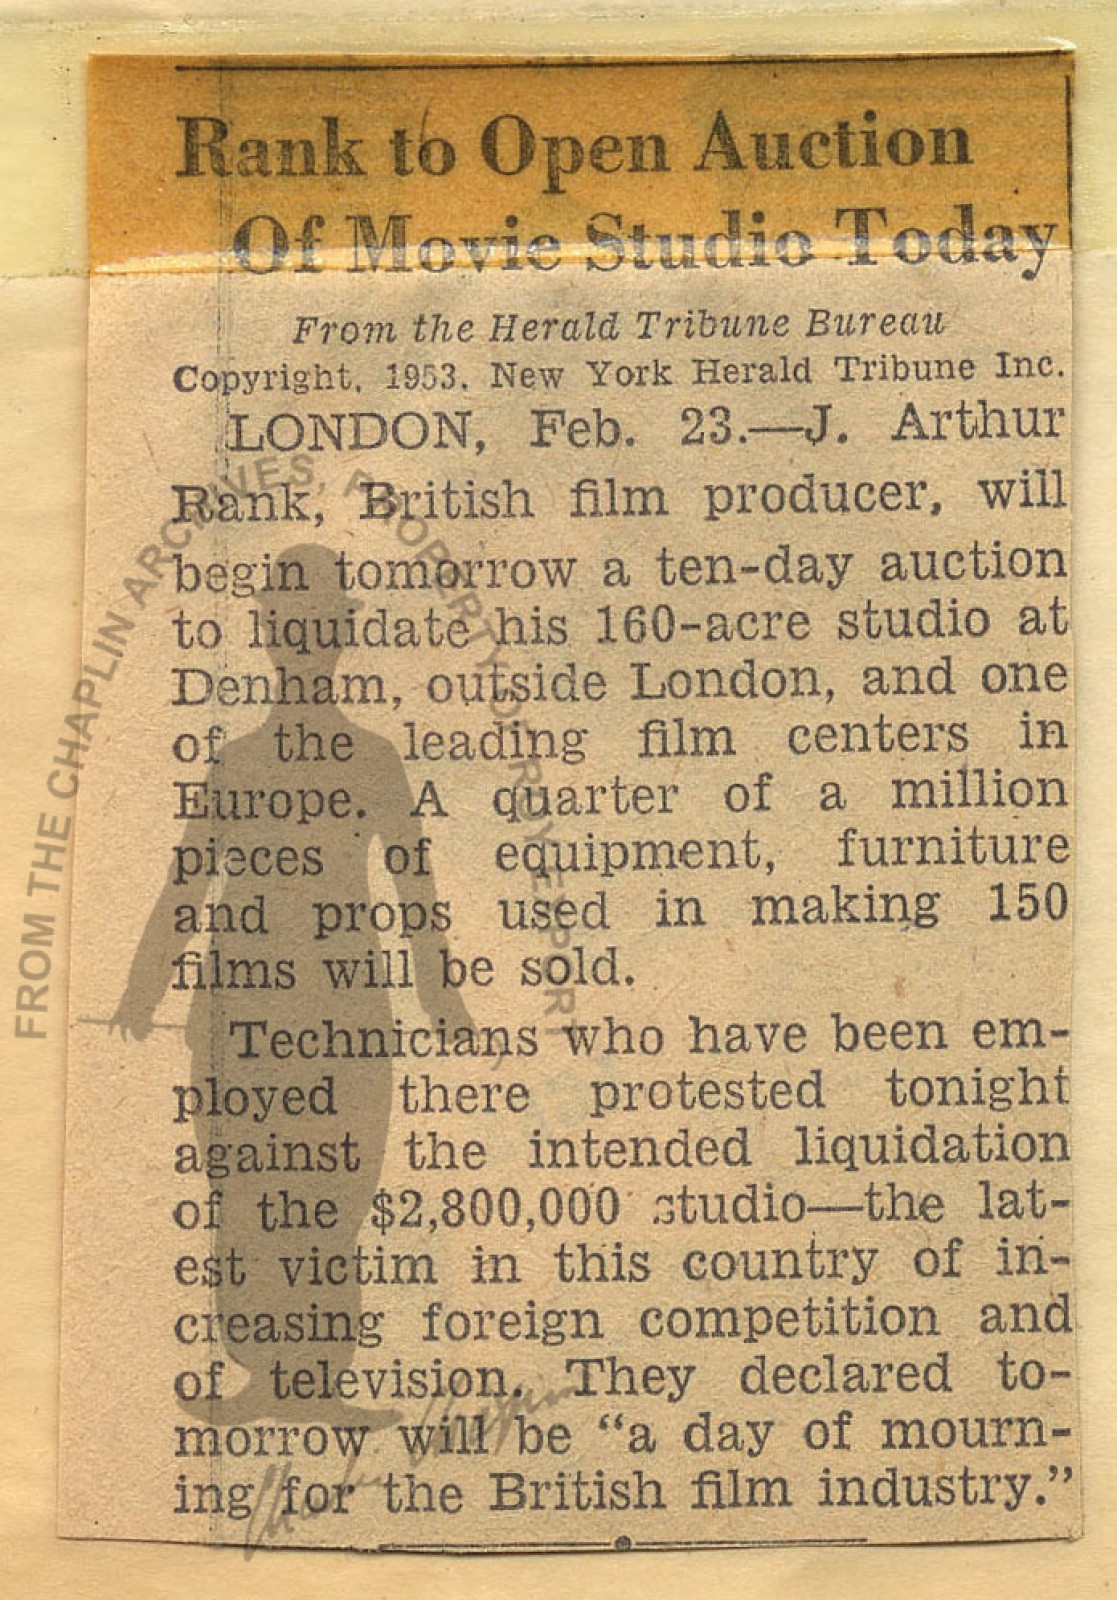 Rank to Open Auction
Of Movie Studio Today
From the Herald Tribune Bureau
Copyright, 1953, New York Herald Tribune Inc.
LONDON, Feb. 23.—J. Arthur
Rank, British film producer, will
begin tomorrow a ten-day auction
to liquidate his 160-acre studio at
Denham, outside London, and one
of the leading film centers in
Europe. A quarter of a million
pieces of equipment, furniture
and props used in making 150
films will be sold.
Technicians who have been em-
ployed there protested tonight
against the intended liquidation
of the $2,800,000 studio—the lat-
est victim in this country of in-
creasing foreign competition and
of television. They declared to-
morrow will be “a day of mourn-
ing for the British film industry.”
FROM THE CHAPLIN ARCHIVES, PROPERTY OF ROY EXPORT
Charlie Chaplin